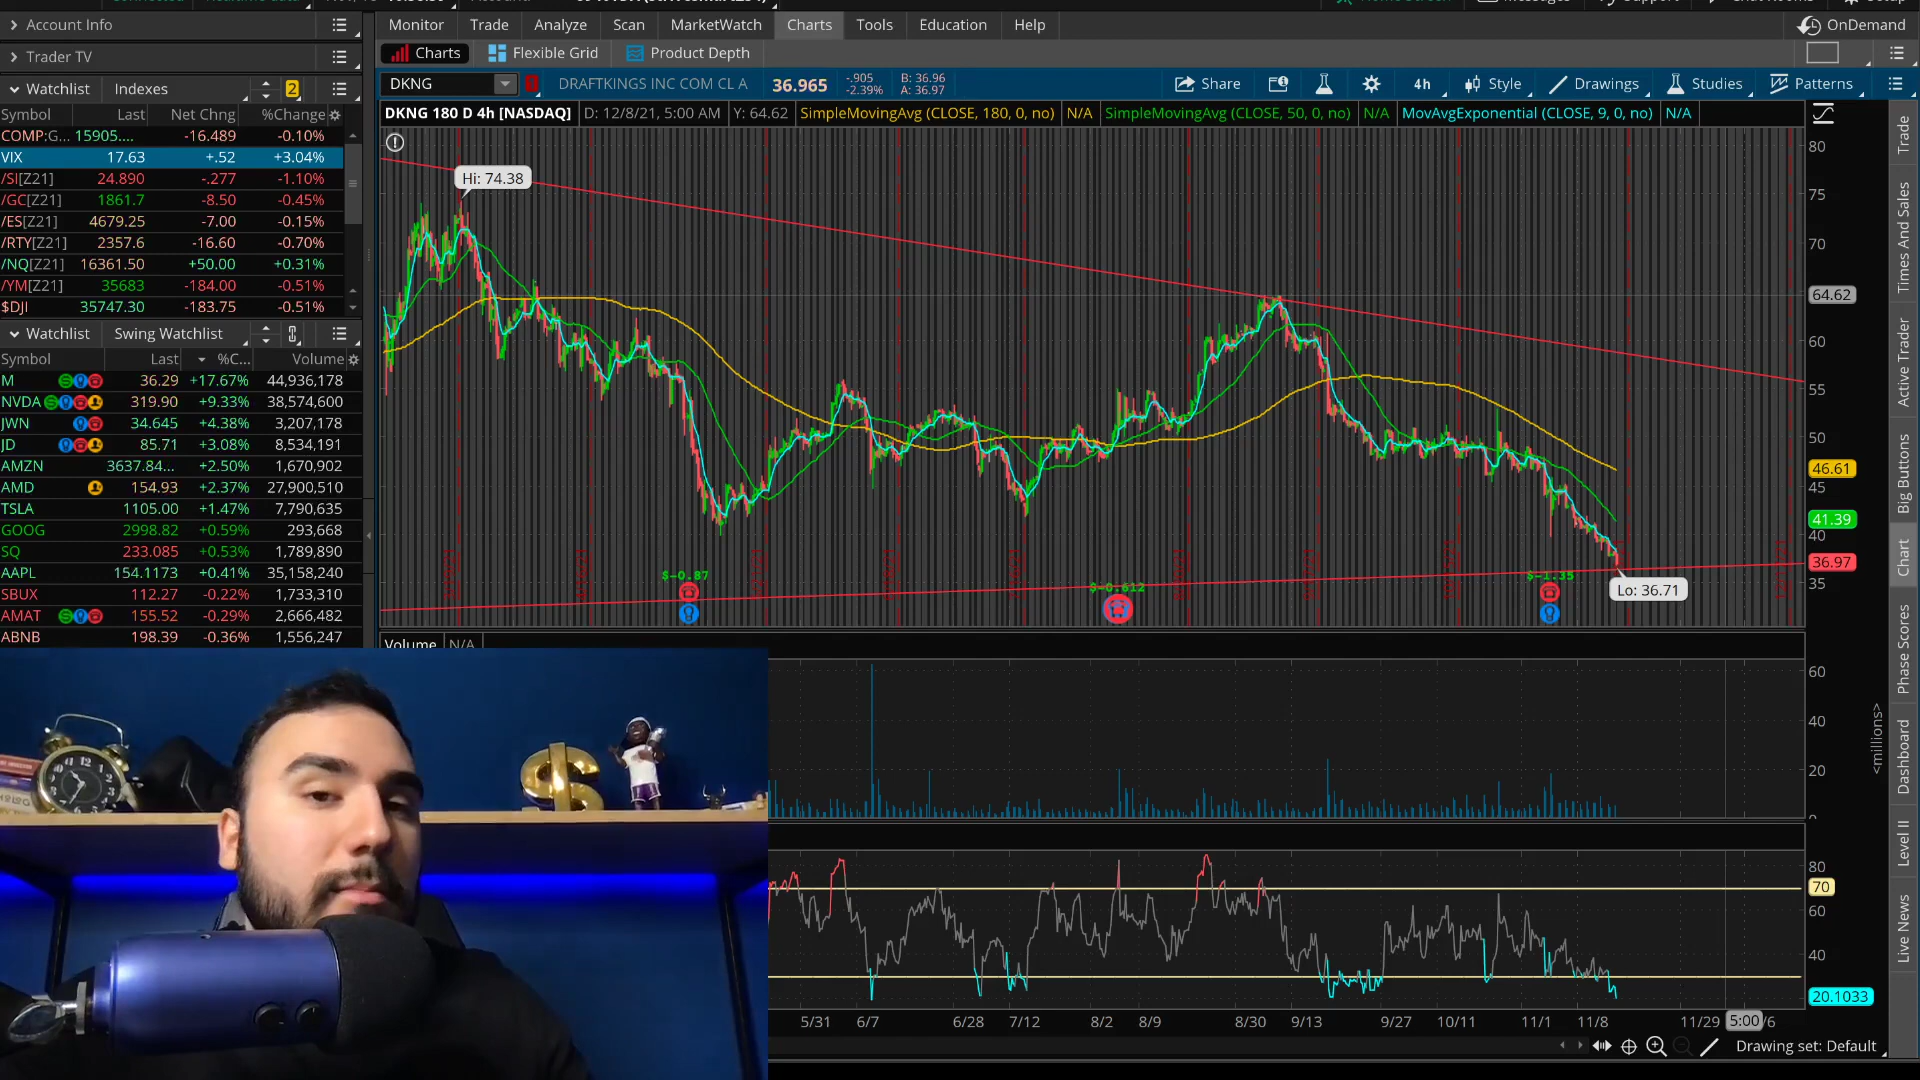 Account Info
Trader TV
Watchlist Indexes 2
Symbol Last Net Chng %Change
COMP:G... 15905.... -16.489 -0.10%
VIX 17.63 +.52 +3.04%
/SI[Z21] 24.890 -.277 -1.10%
/GC[Z21] 1861.7 -8.50 -0.45%
/ES[Z21] 4679.25 -7.00 -0.15%
/RTY[Z21] 2357.6 -16.60 -0.70%
/NQ[Z21] 16361.50 +50.00 +0.31%
/YM[Z21] 35683 -184.00 -0.51%
$DJI 35747.30 -183.75 -0.51%
Watchlist Swing Watchlist
Symbol Last %C... Volume
M 36.29 +17.67% 44,936,178
NVDA 319.90 +9.33% 38,574,600
JWN 34.645 +4.38% 3,207,178
JD 85.71 +3.08% 8,534,191
AMZN 3637.84... +2.50% 1,670,902
AMD 154.93 +2.37% 27,900,510
TSLA 1105.00 +1.47% 7,790,635
GOOG 2998.82 +0.59% 293,668
SQ 233.085 +0.53% 1,789,890
AAPL 154.1173 +0.41% 35,158,240
SBUX 112.27 -0.22% 1,733,310
AMAT 155.52 -0.29% 2,666,482
ABNB 198.39 -0.36% 1,556,247
Monitor Trade Analyze Scan MarketWatch Charts Tools Education Help
OnDemand
Charts Flexible Grid Product Depth
DKNG DRAFTKINGS INC COM CL A 36.965 -.905 -2.39% B: 36.96 A: 36.97
Share 4h Style Drawings Studies Patterns
DKNG 180 D 4h [NASDAQ] D: 12/8/21, 5:00 AM Y: 64.62 SimpleMovingAvg (CLOSE, 180, 0, no) N/A SimpleMovingAvg (CLOSE, 50, 0, no) N/A MovAvgExponential (CLOSE, 9, 0, no) N/A
Hi: 74.38
80
75
70
64.62
60
55
50
46.61
45
41.39
40
36.97
35
$-0.87
$-0.612
$-1.35
Lo: 36.71
Volume N/A
60
40
20
<millions>
80
70
60
40
20.1033
5/31 6/7 6/28 7/12 8/2 8/9 8/30 9/13 9/27 10/11 11/1 11/8 11/29 5:00 /6
Drawing set: Default
Trade
Times And Sales
Active Trader
Big Buttons
Chart
Phase Scores
Dashboard
Level II
Live News